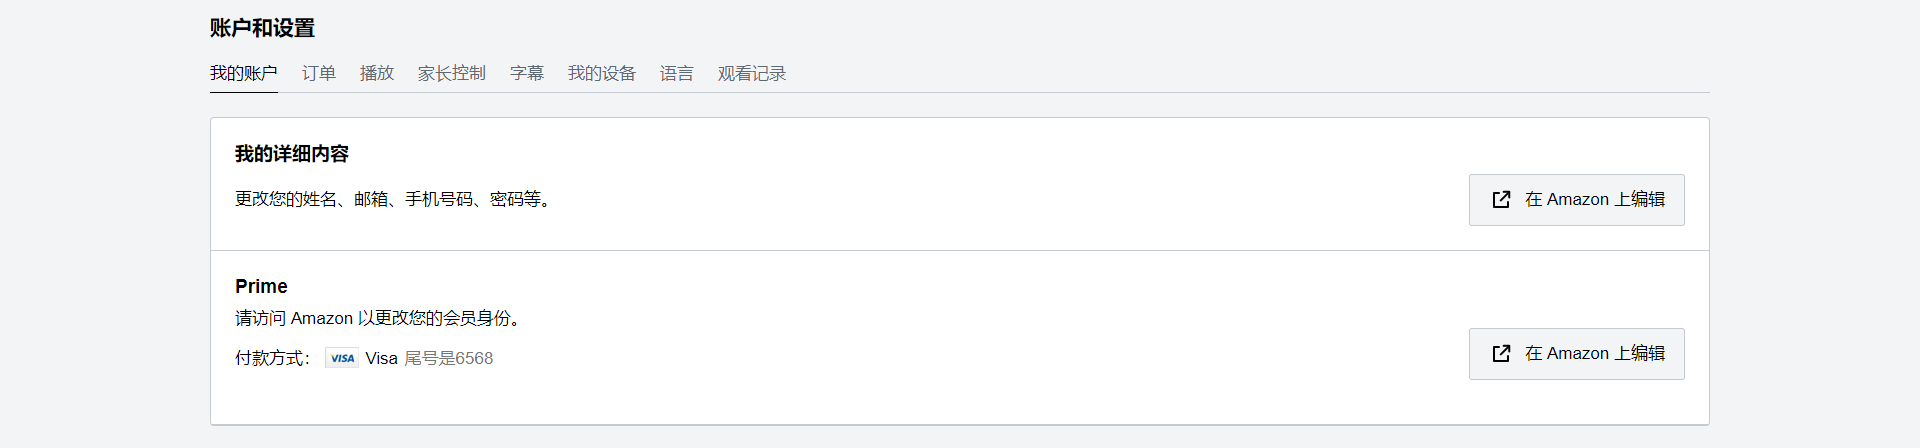 账户和设置
我的账户 订单 播放 家长控制 字幕 我的设备 语言 观看记录
我的详细内容
更改您的姓名、邮箱、手机号码、密码等。
在 Amazon 上编辑
Prime
请访问 Amazon 以更改您的会员身份。
付款方式： VISA Visa 尾号是6568
在 Amazon 上编辑